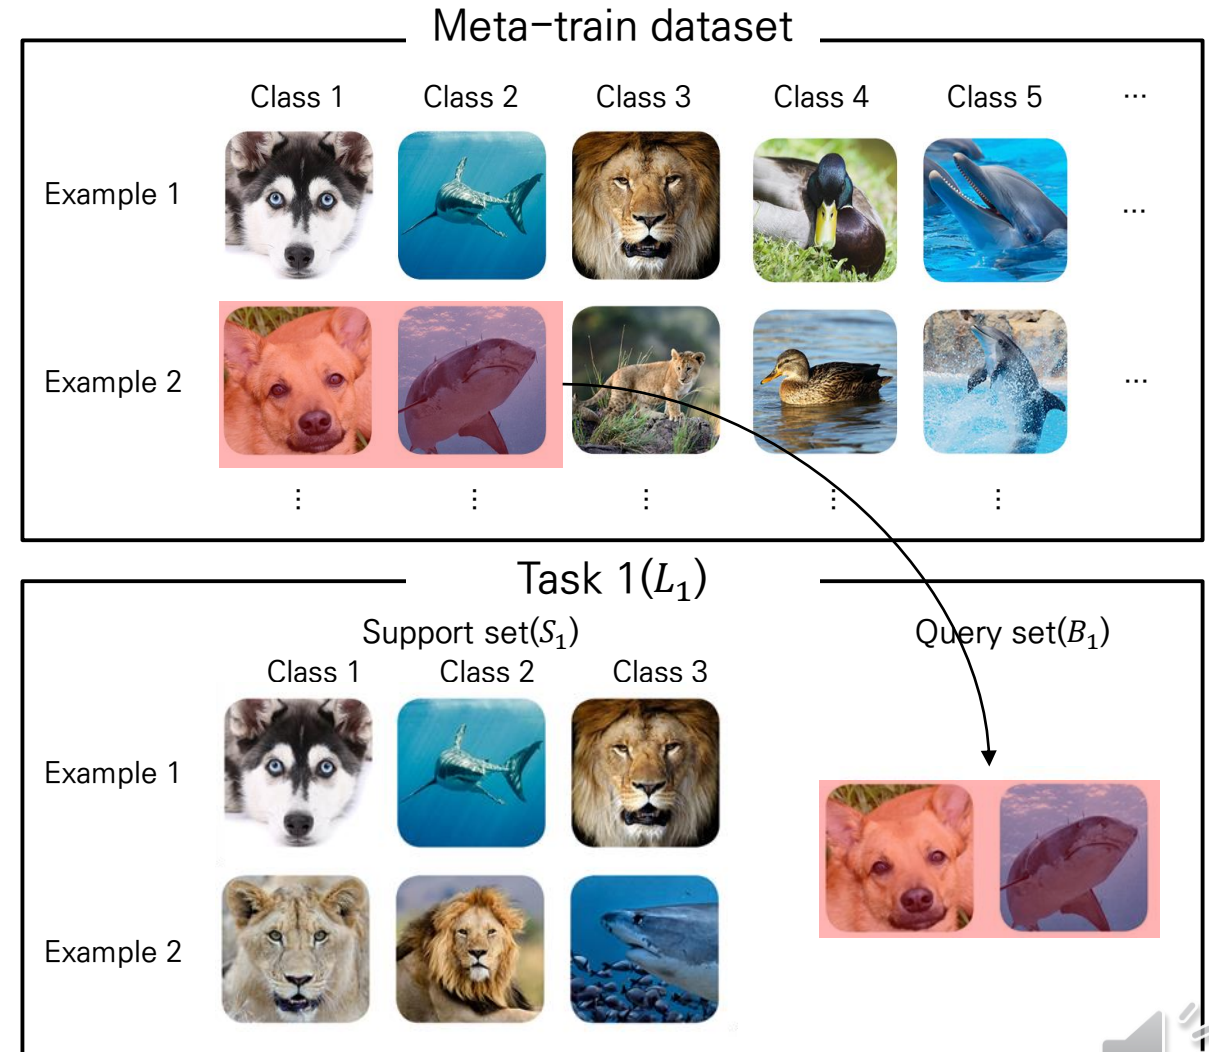 Meta-train dataset
Class 1 Class 2 Class 3 Class 4 Class 5 ...
Example 1 ...
Example 2 ...
⋮ ⋮ ⋮ ⋮ ⋮
Task 1(L₁)
Support set(S₁) Query set(B₁)
Class 1 Class 2 Class 3
Example 1
Example 2